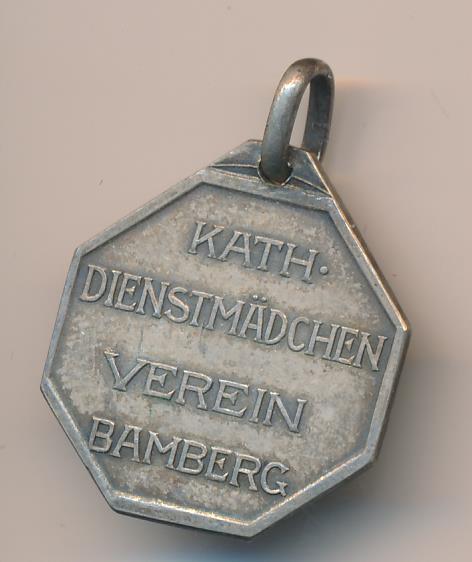 KATH.
DIENSTMÄDCHEN
VEREIN
BAMBERG